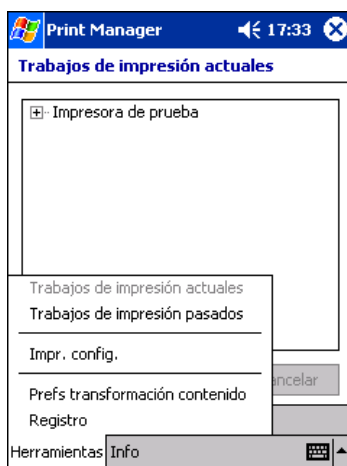 Print Manager 17:33
Trabajos de impresión actuales
Impresora de prueba
Trabajos de impresión actuales
Trabajos de impresión pasados
Impr. config.
ancelar
Prefs transformación contenido
Registro
Herramientas Info